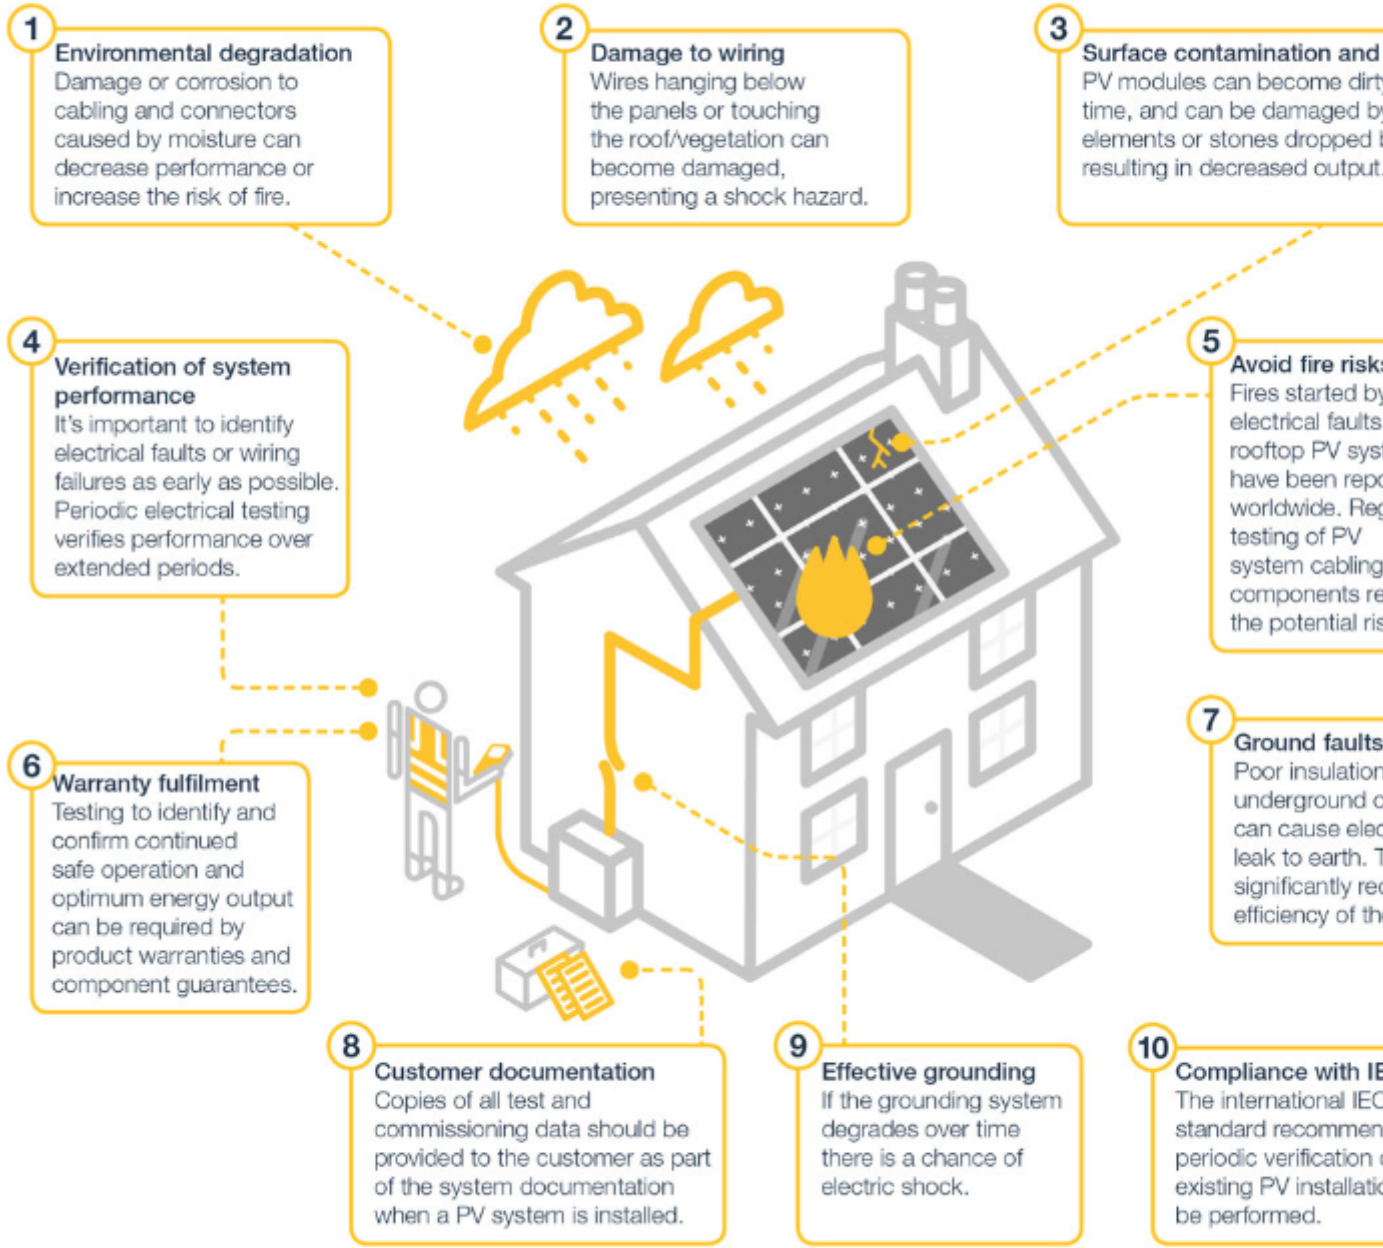 1
Environmental degradation
Damage or corrosion to
cabling and connectors
caused by moisture can
decrease performance or
increase the risk of fire.
2
Damage to wiring
Wires hanging below
the panels or touching
the roof/vegetation can
become damaged,
presenting a shock hazard.
3
Surface contamination and
PV modules can become dirty
time, and can be damaged by
elements or stones dropped
resulting in decreased output.
4
Verification of system
performance
It's important to identify
electrical faults or wiring
failures as early as possible.
Periodic electrical testing
verifies performance over
extended periods.
5
Avoid fire risks
Fires started by
electrical faults
rooftop PV
have been
worldwide.
testing of PV
system cabling
components
the potential
6
Warranty fulfilment
Testing to identify and
confirm continued
safe operation and
optimum energy output
can be required by
product warranties and
component guarantees.
7
Ground faults
Poor insulation
underground
can cause
leak to earth.
significantly
efficiency of
8
Customer documentation
Copies of all test and
commissioning data should be
provided to the customer as part
of the system documentation
when a PV system is installed.
9
Effective grounding
If the grounding system
degrades over time
there is a chance of
electric shock.
10
Compliance with
The international IEC
standard
periodic verification
existing PV
be performed.